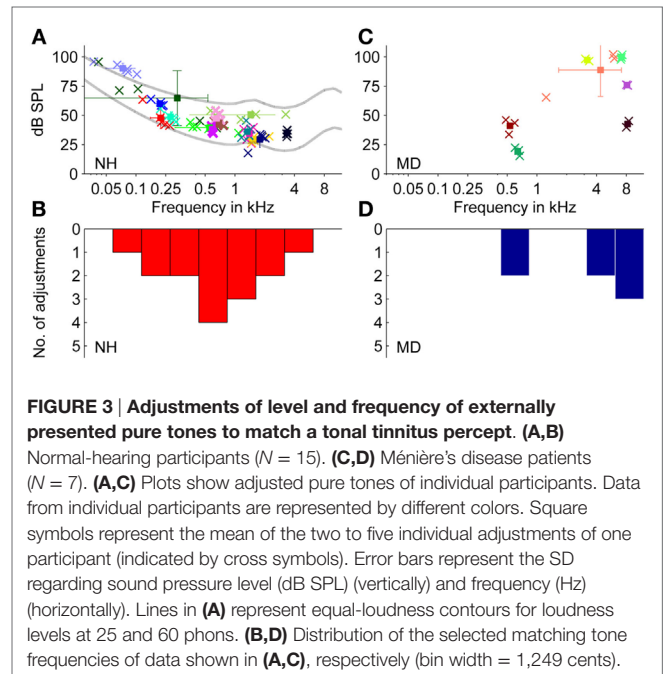 A
C
100
75
50
25
0
dB SPL
NH
0.05 0.1 0.25 0.5 1 2 4 8
Frequency in kHz
100
75
50
25
0
MD
0.05 0.1 0.25 0.5 1 2 4 8
Frequency in kHz
B
D
0
1
2
3
4
5
No. of adjustments
NH
0
1
2
3
4
5
MD
FIGURE 3 | Adjustments of level and frequency of externally
presented pure tones to match a tonal tinnitus percept. (A,B)
Normal-hearing participants (N = 15). (C,D) Ménière's disease patients
(N = 7). (A,C) Plots show adjusted pure tones of individual participants. Data
from individual participants are represented by different colors. Square
symbols represent the mean of the two to five individual adjustments of one
participant (indicated by cross symbols). Error bars represent the SD
regarding sound pressure level (dB SPL) (vertically) and frequency (Hz)
(horizontally). Lines in (A) represent equal-loudness contours for loudness
levels at 25 and 60 phons. (B,D) Distribution of the selected matching tone
frequencies of data shown in (A,C), respectively (bin width = 1,249 cents).